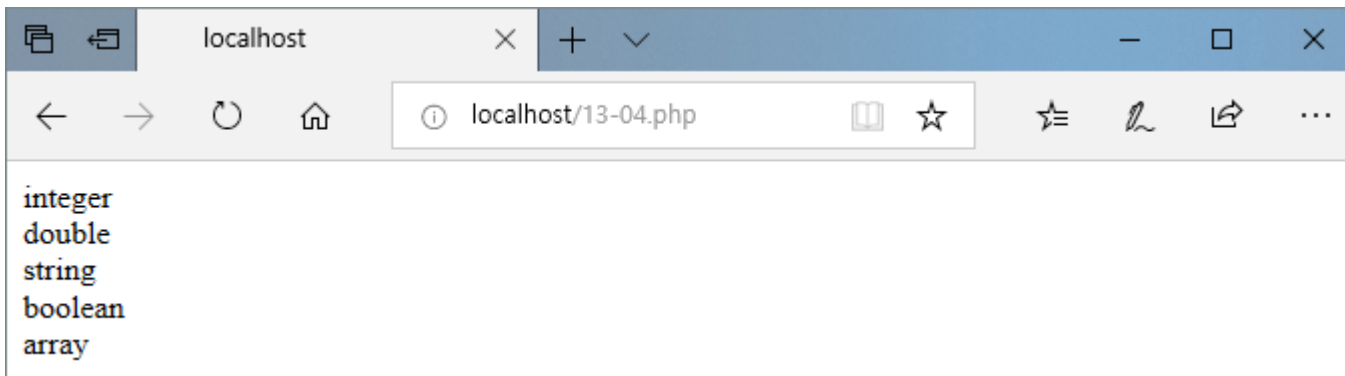 localhost
localhost/13-04.php
integer
double
string
boolean
array